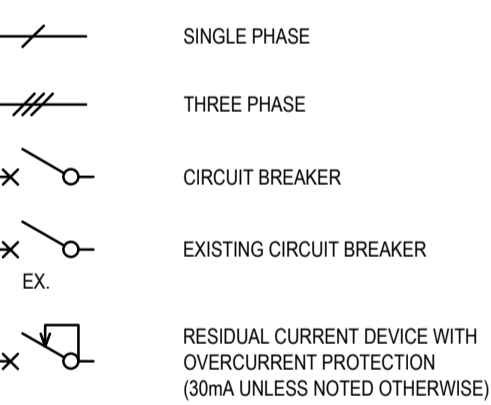 SINGLE PHASE
THREE PHASE
CIRCUIT BREAKER
EXISTING CIRCUIT BREAKER
EX.
RESIDUAL CURRENT DEVICE WITH
OVERCURRENT PROTECTION
(30mA UNLESS NOTED OTHERWISE)